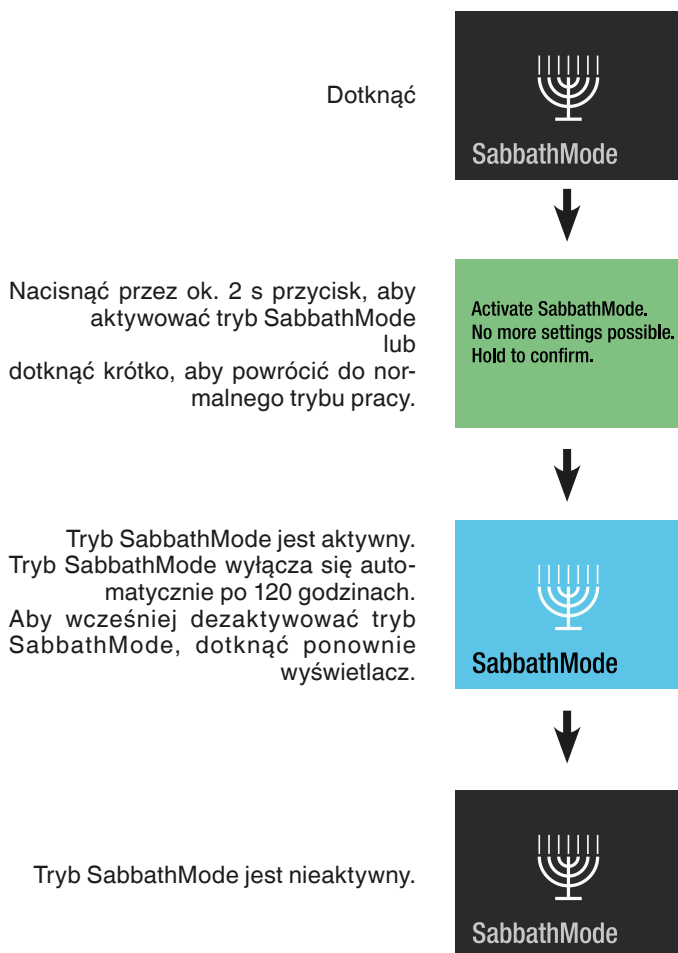 Dotknąć
SabbathMode
Nacisnąć przez ok. 2 s przycisk, aby
aktywować tryb SabbathMode
lub
dotknąć krótko, aby powrócić do nor-
malnego trybu pracy.
Activate SabbathMode.
No more settings possible.
Hold to confirm.
Tryb SabbathMode jest aktywny.
Tryb SabbathMode wyłącza się auto-
matycznie po 120 godzinach.
Aby wcześniej dezaktywować tryb
SabbathMode, dotknąć ponownie
wyświetlacz.
SabbathMode
Tryb SabbathMode jest nieaktywny.
SabbathMode